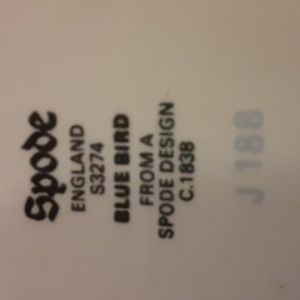 Spode
ENGLAND
S3274
BLUE BIRD
FROM A
SPODE DESIGN
C.1838
J 188